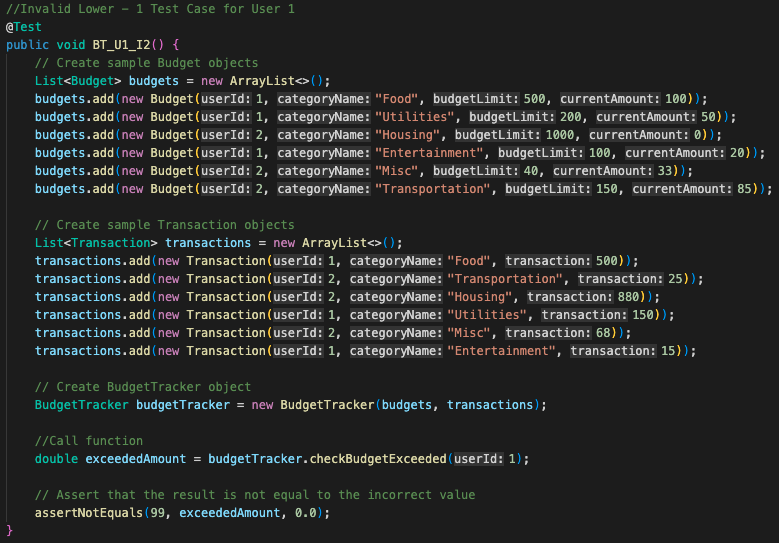 //Invalid Lower - 1 Test Case for User 1
@Test
public void BT_U1_I2() {
// Create sample Budget objects
List<Budget> budgets = new ArrayList<>();
budgets.add(new Budget(userId: 1, categoryName: "Food", budgetLimit: 500, currentAmount: 100));
budgets.add(new Budget(userId: 1, categoryName: "Utilities", budgetLimit: 200, currentAmount: 50));
budgets.add(new Budget(userId: 2, categoryName: "Housing", budgetLimit: 1000, currentAmount: 0));
budgets.add(new Budget(userId: 1, categoryName: "Entertainment", budgetLimit: 100, currentAmount: 20));
budgets.add(new Budget(userId: 2, categoryName: "Misc", budgetLimit: 40, currentAmount: 33));
budgets.add(new Budget(userId: 2, categoryName: "Transportation", budgetLimit: 150, currentAmount: 85));
// Create sample Transaction objects
List<Transaction> transactions = new ArrayList<>();
transactions.add(new Transaction(userId: 1, categoryName: "Food", transaction: 500));
transactions.add(new Transaction(userId: 2, categoryName: "Transportation", transaction: 25));
transactions.add(new Transaction(userId: 2, categoryName: "Housing", transaction: 880));
transactions.add(new Transaction(userId: 1, categoryName: "Utilities", transaction: 150));
transactions.add(new Transaction(userId: 2, categoryName: "Misc", transaction: 68));
transactions.add(new Transaction(userId: 1, categoryName: "Entertainment", transaction: 15));
// Create BudgetTracker object
BudgetTracker budgetTracker = new BudgetTracker(budgets, transactions);
//Call function
double exceededAmount = budgetTracker.checkBudgetExceeded(userId: 1);
// Assert that the result is not equal to the incorrect value
assertNotEquals(99, exceededAmount, 0.0);
}